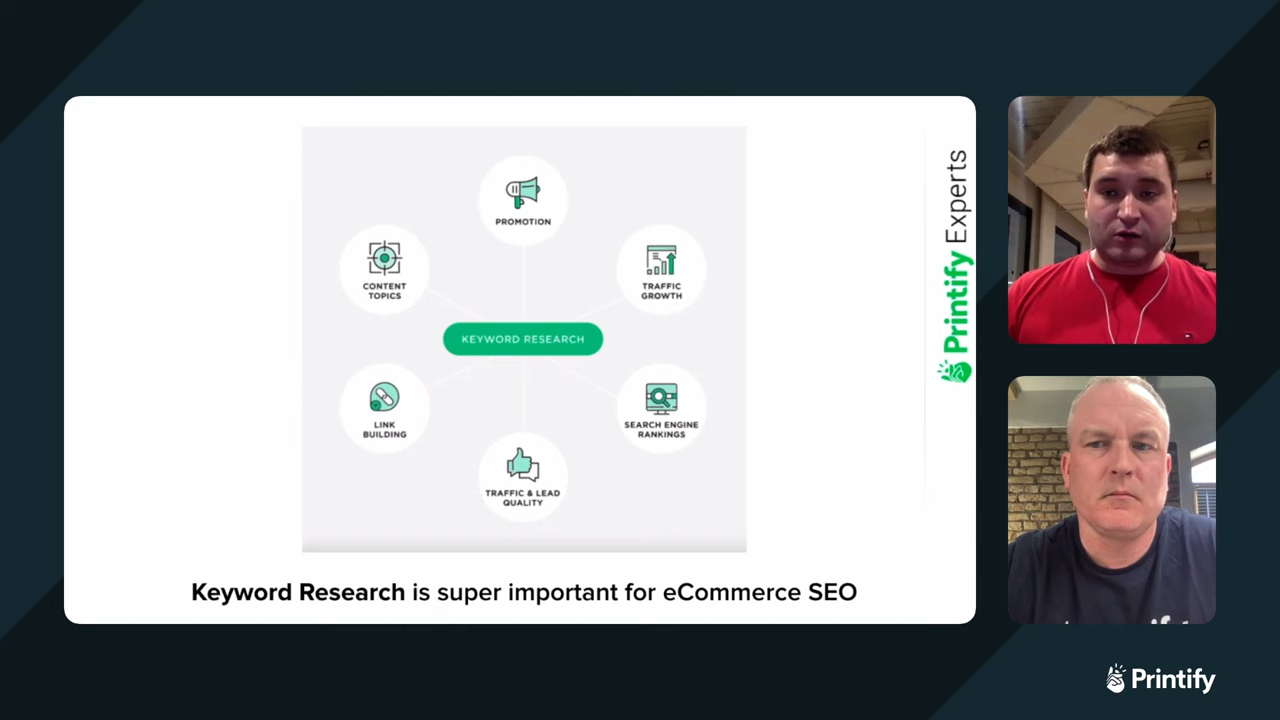 PROMOTION
CONTENT
TOPICS
TRAFFIC
GROWTH
KEYWORD RESEARCH
LINK
BUILDING
SEARCH ENGINE
RANKINGS
TRAFFIC & LEAD
QUALITY
Keyword Research is super important for eCommerce SEO
Printify Experts
Printify